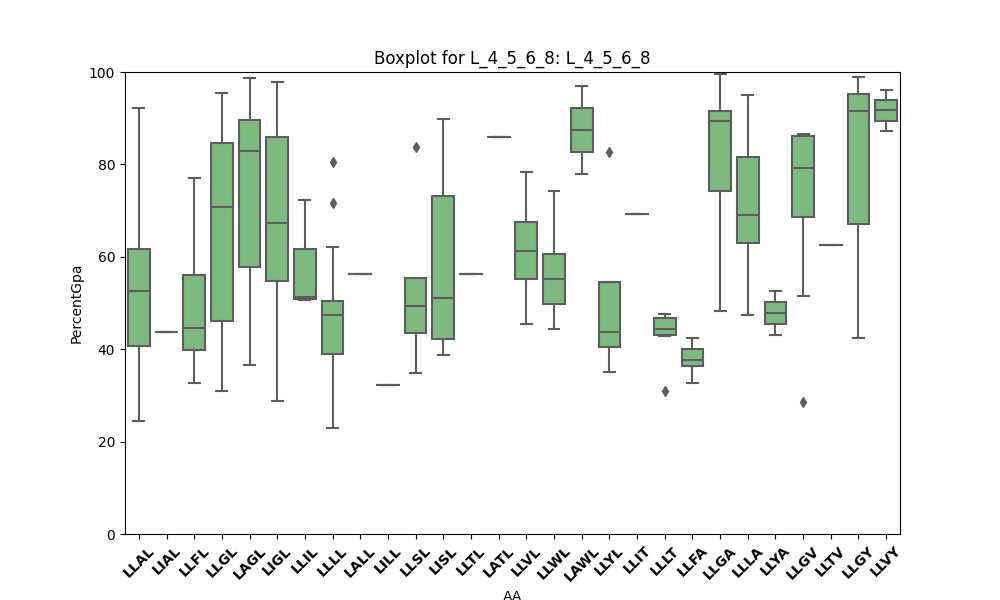 Boxplot for L_4_5_6_8: L_4_5_6_8
100
80
60
40
20
0
PercentGpa
LLAL LIAL LLFL LLGL LAGL LIGL LLIL LLLL LALL LILL LLSL LISL LLTL LATL LLVL LLWL LAWL LLYL LLIT LLLT LLFA LLGA LLLA LLYA LLGV LLTV LLGY LLVY
AA